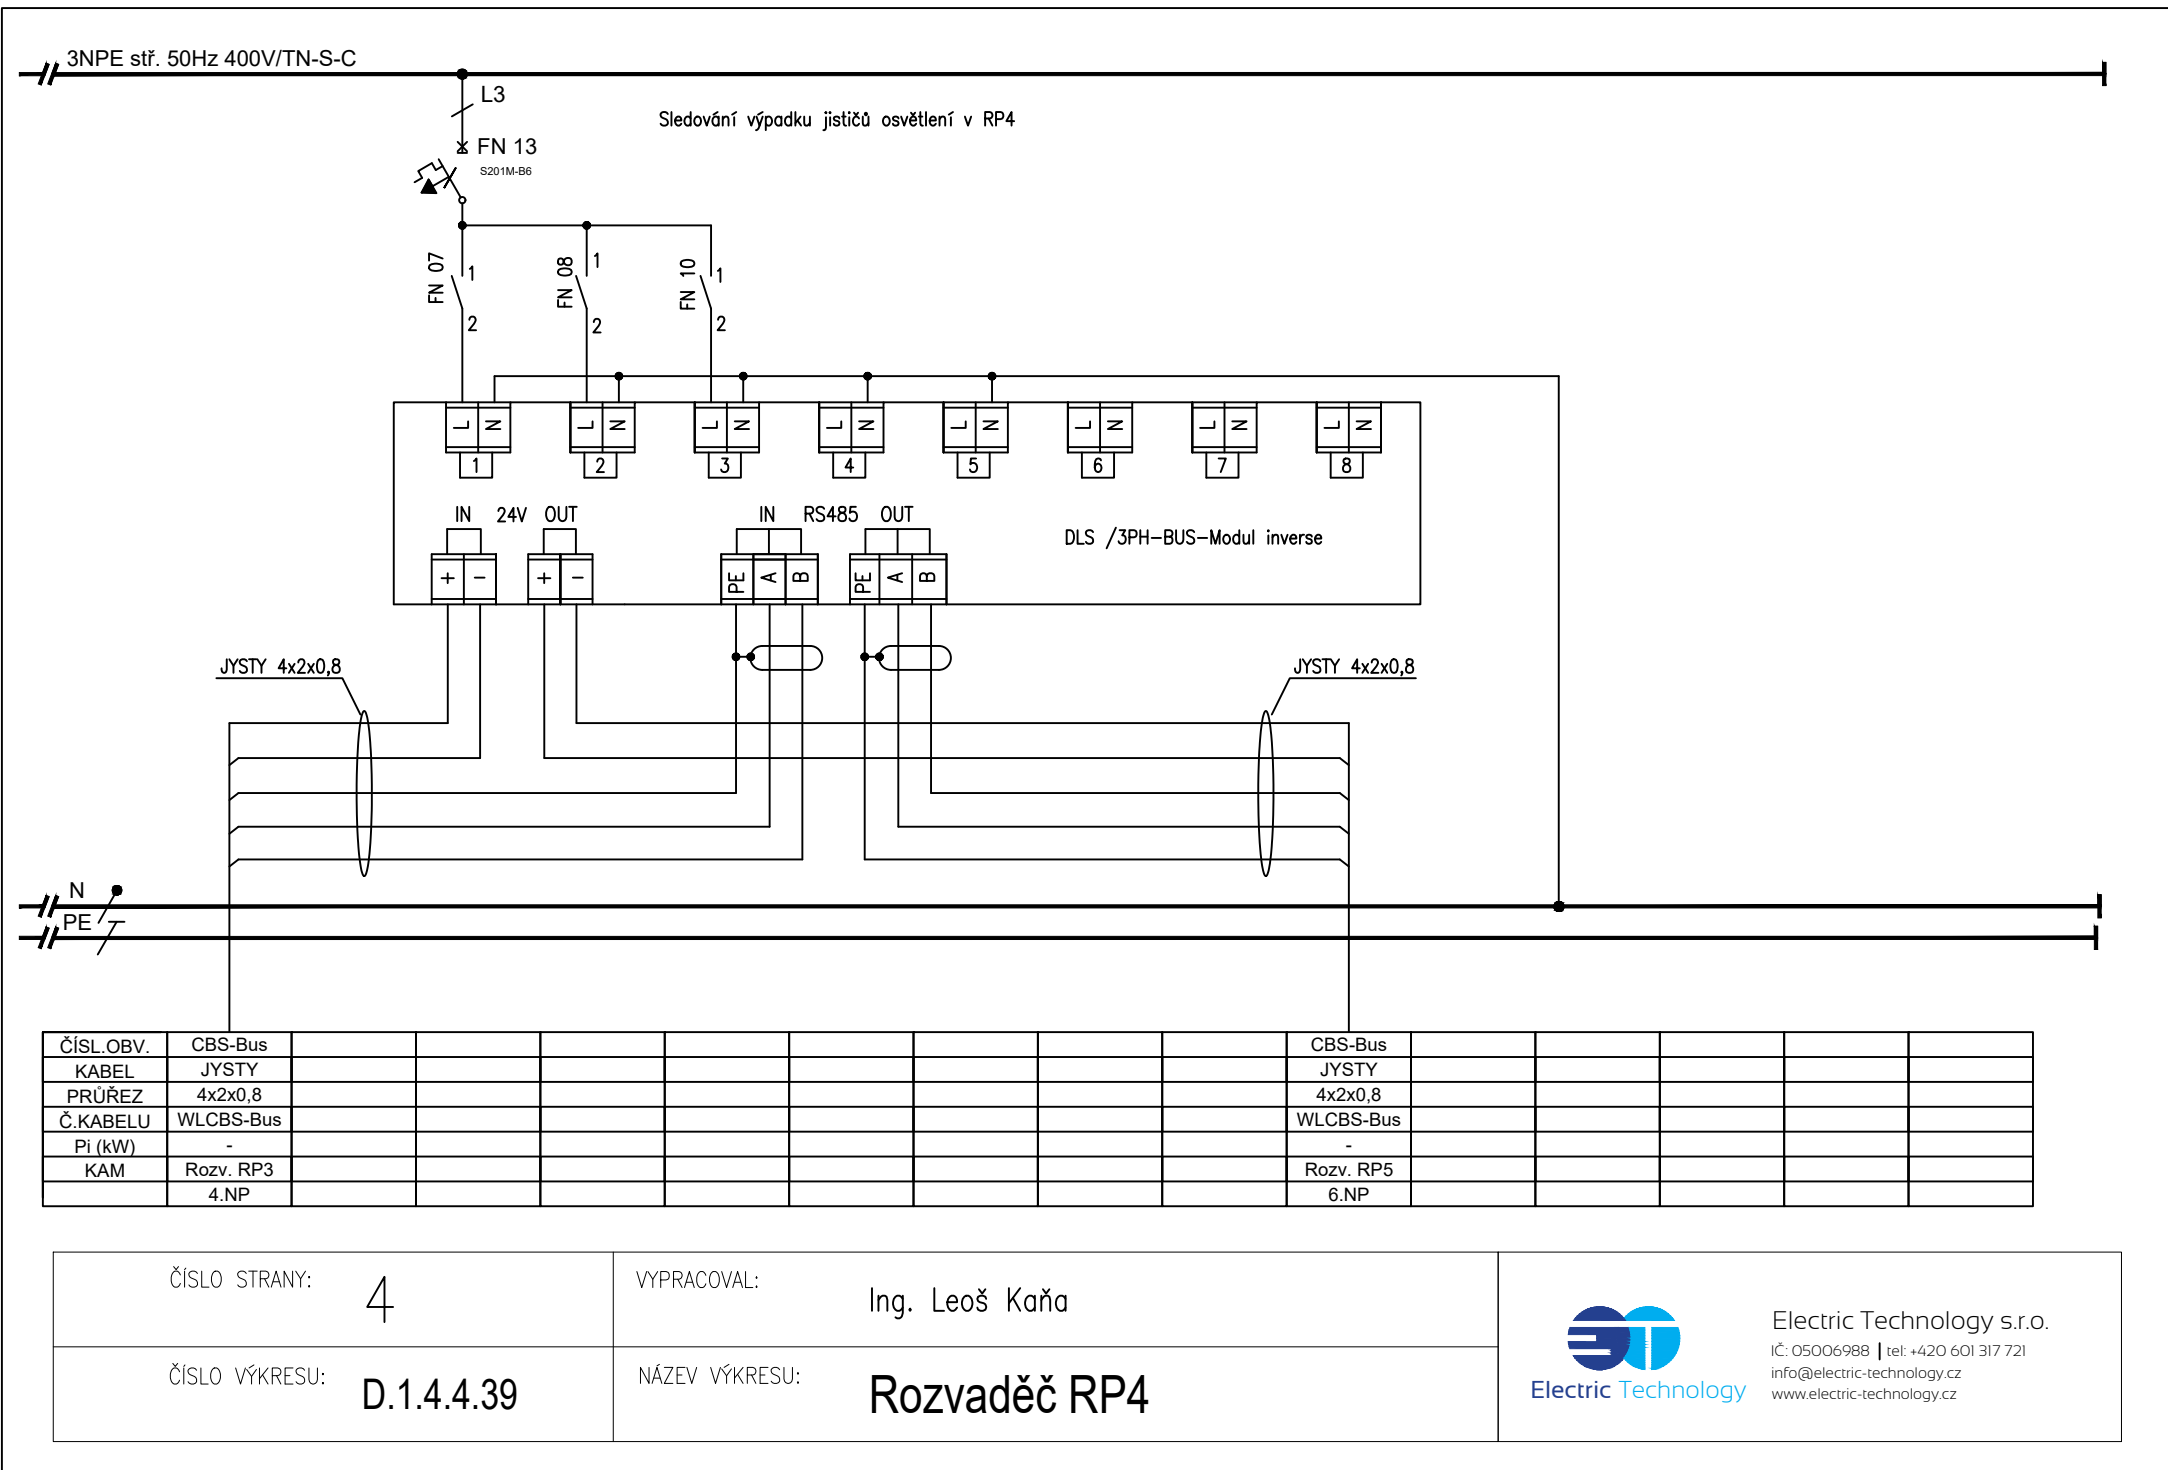 3NPE stř. 50Hz 400V/TN-S-C
L3
Sledování výpadku jističů osvětlení v RP4
FN 13
S201M-B6
FN 07 1 2
FN 08 1 2
FN 10 1 2
L N L N L N L N L N L N L N L N
1 2 3 4 5 6 7 8
IN 24V OUT IN RS485 OUT
DLS /3PH-BUS-Modul inverse
+ - + - PE A B PE A B
JYSTY 4x2x0,8 JYSTY 4x2x0,8
N
PE
ČÍSL.OBV. CBS-Bus CBS-Bus
KABEL JYSTY JYSTY
PRŮŘEZ 4x2x0,8 4x2x0,8
Č.KABELU WLCBS-Bus WLCBS-Bus
Pi (kW) - -
KAM Rozv. RP3 Rozv. RP5
4.NP 6.NP
ČÍSLO STRANY: 4
VYPRACOVAL: Ing. Leoš Kaňa
ČÍSLO VÝKRESU: D.1.4.4.39
NÁZEV VÝKRESU: Rozvaděč RP4
ET
Electric Technology
Electric Technology s.r.o.
IČ: 05006988 | tel: +420 601 317 721
info@electric-technology.cz
www.electric-technology.cz